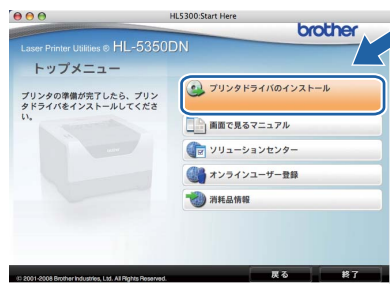 HL5300:Start Here
brother
Laser Printer Utilities ® HL-5350DN
トップメニュー
プリンタの準備が完了したら、プリン
タドライバをインストールしてくださ
い。
プリンタドライバのインストール
画面で見るマニュアル
ソリューションセンター
オンラインユーザー登録
消耗品情報
© 2001-2008 Brother Industries, Ltd. All Rights Reserved.
戻る
終了